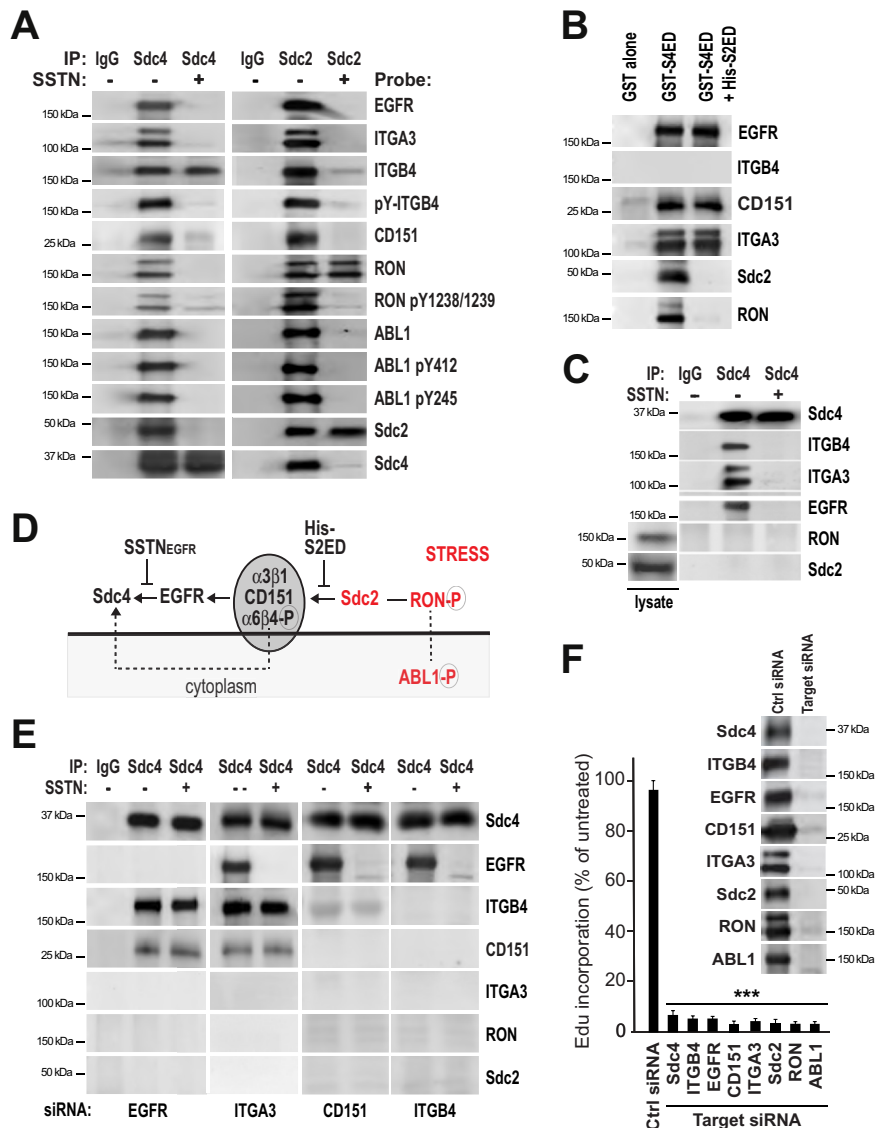 A
IP: IgG Sdc4 Sdc4 IgG Sdc2 Sdc2
SSTN: - - + - - + Probe:
150 kDa EGFR
100 kDa ITGA3
150 kDa ITGB4
150 kDa pY-ITGB4
25 kDa CD151
150 kDa RON
150 kDa RON pY1238/1239
150 kDa ABL1
150 kDa ABL1 pY412
150 kDa ABL1 pY245
50 kDa Sdc2
37 kDa Sdc4
B
GST alone
GST-S4ED
GST-S4ED
+ His-S2ED
150 kDa EGFR
150 kDa ITGB4
25 kDa CD151
100 kDa ITGA3
50 kDa Sdc2
150 kDa RON
C
IP: IgG Sdc4 Sdc4
SSTN: - - +
37 kDa Sdc4
150 kDa ITGB4
100 kDa ITGA3
150 kDa EGFR
150 kDa RON
50 kDa Sdc2
lysate
D
SSTNEGFR
His-
S2ED
STRESS
α3β1
Sdc4 EGFR CD151 Sdc2 RON-P
α6β4-P
ABL1-P
cytoplasm
E
IP: IgG Sdc4 Sdc4 Sdc4 Sdc4 Sdc4 Sdc4 Sdc4 Sdc4
SSTN: - - + - - + - + - +
37 kDa Sdc4
150 kDa EGFR
150 kDa ITGB4
25 kDa CD151
100 kDa ITGA3
150 kDa RON
50 kDa Sdc2
siRNA: EGFR ITGA3 CD151 ITGB4
F
Ctrl siRNA
Target siRNA
Sdc4 37 kDa
ITGB4 150 kDa
EGFR 150 kDa
CD151 25 kDa
ITGA3 100 kDa
Sdc2 50 kDa
RON 150 kDa
ABL1 150 kDa
Edu incorporation (% of untreated)
100
80
60
40
20
0
***
Ctrl siRNA
Sdc4
ITGB4
EGFR
CD151
ITGA3
Sdc2
RON
ABL1
Target siRNA